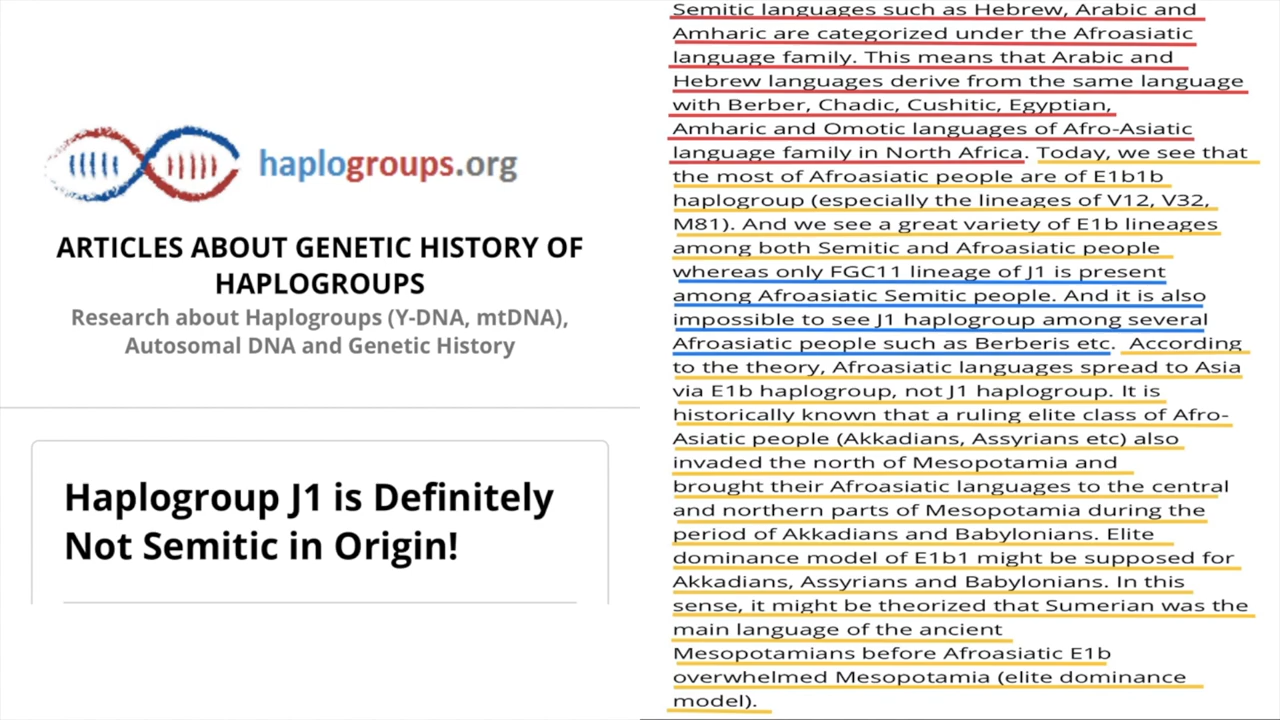 haplogroups.org
ARTICLES ABOUT GENETIC HISTORY OF
HAPLOGROUPS
Research about Haplogroups (Y-DNA, mtDNA),
Autosomal DNA and Genetic History
Haplogroup J1 is Definitely
Not Semitic in Origin!
Semitic languages such as Hebrew, Arabic and
Amharic are categorized under the Afroasiatic
language family. This means that Arabic and
Hebrew languages derive from the same language
with Berber, Chadic, Cushitic, Egyptian,
Amharic and Omotic languages of Afro-Asiatic
language family in North Africa. Today, we see that
the most of Afroasiatic people are of E1b1b
haplogroup (especially the lineages of V12, V32,
M81). And we see a great variety of E1b lineages
among both Semitic and Afroasiatic people
whereas only FGC11 lineage of J1 is present
among Afroasiatic Semitic people. And it is also
impossible to see J1 haplogroup among several
Afroasiatic people such as Berberis etc. According
to the theory, Afroasiatic languages spread to Asia
via E1b haplogroup, not J1 haplogroup. It is
historically known that a ruling elite class of Afro-
Asiatic people (Akkadians, Assyrians etc) also
invaded the north of Mesopotamia and
brought their Afroasiatic languages to the central
and northern parts of Mesopotamia during the
period of Akkadians and Babylonians. Elite
dominance model of E1b1 might be supposed for
Akkadians, Assyrians and Babylonians. In this
sense, it might be theorized that Sumerian was the
main language of the ancient
Mesopotamians before Afroasiatic E1b
overwhelmed Mesopotamia (elite dominance
model).